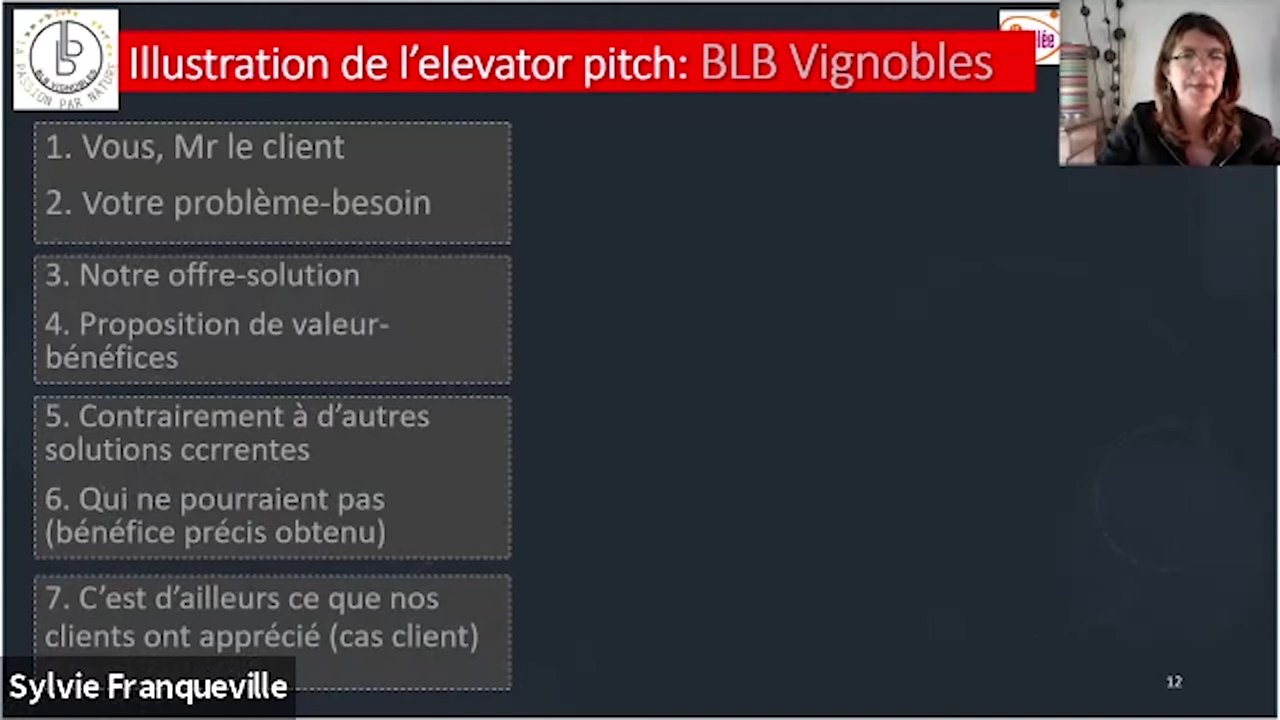 Illustration de l'elevator pitch: BLB Vignobles
lée
1. Vous, Mr le client
2. Votre problème-besoin
3. Notre offre-solution
4. Proposition de valeur-
bénéfices
5. Contrairement à d'autres
solutions ccrrentes
6. Qui ne pourraient pas
(bénéfice précis obtenu)
7. C'est d'ailleurs ce que nos
clients ont apprécié (cas client)
Sylvie Franqueville
12